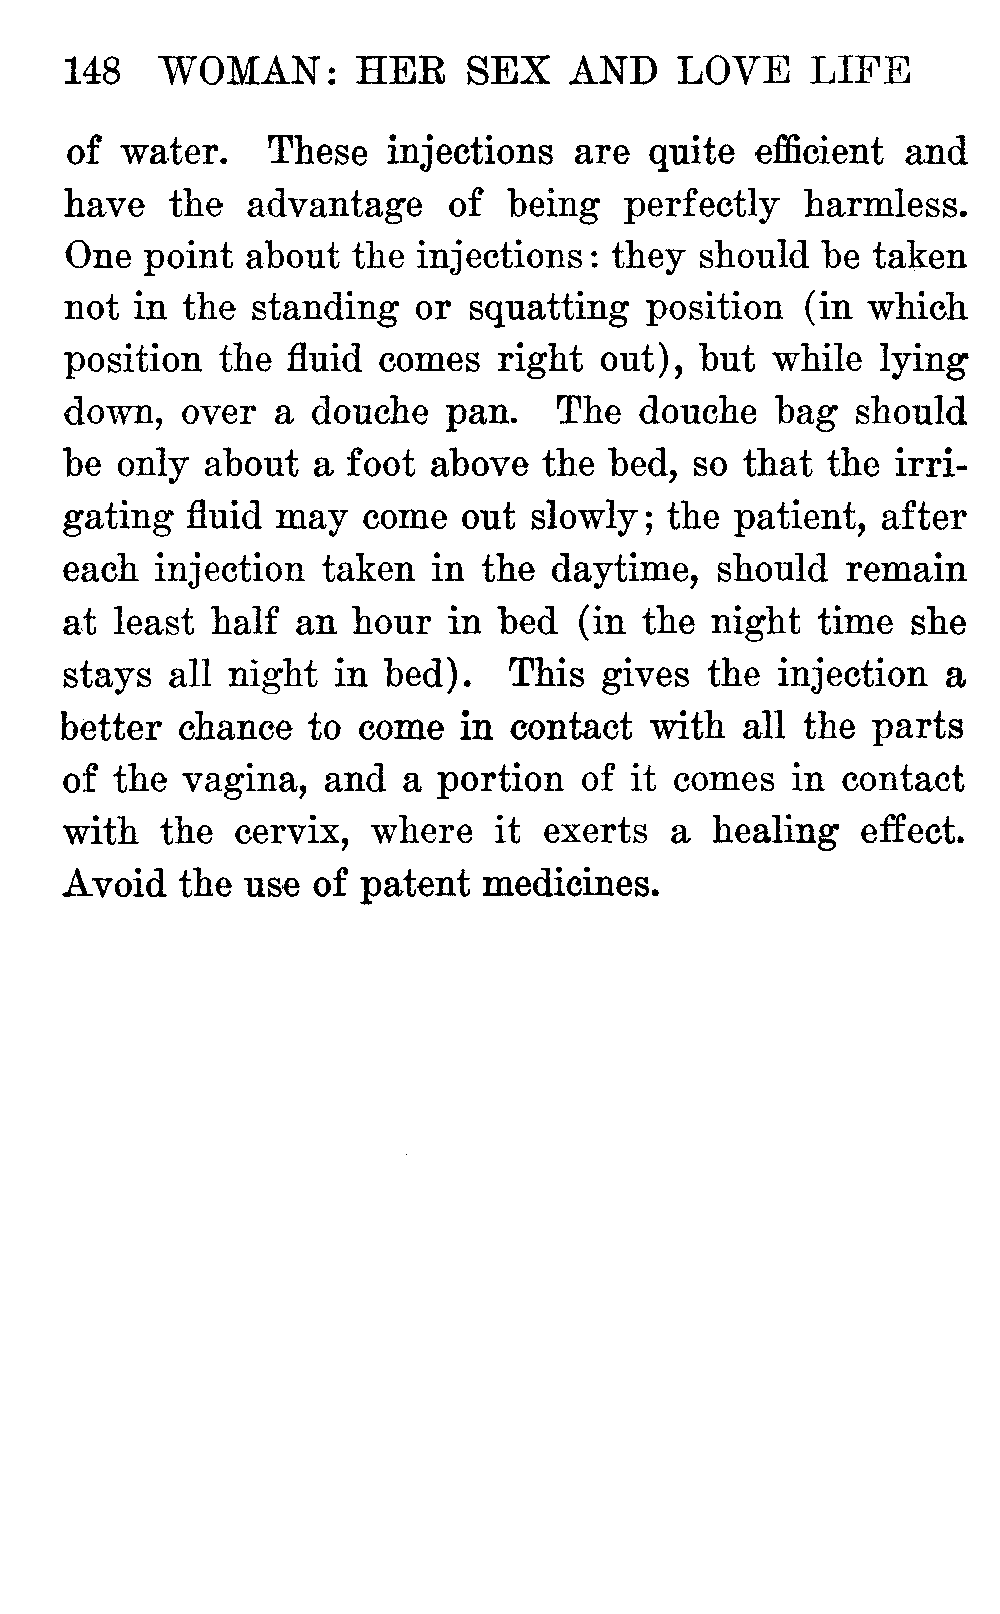 148 WOMAN: HER SEX AND LOVE LIFE
of water. These injections are quite efficient and
have the advantage of being perfectly harmless.
One point about the injections: they should be taken
not in the standing or squatting position (in which
position the fluid comes right out), but while lying
down, over a douche pan. The douche bag should
be only about a foot above the bed, so that the irri-
gating fluid may come out slowly; the patient, after
each injection taken in the daytime, should remain
at least half an hour in bed (in the night time she
stays all night in bed). This gives the injection a
better chance to come in contact with all the parts
of the vagina, and a portion of it comes in contact
with the cervix, where it exerts a healing effect.
Avoid the use of patent medicines.